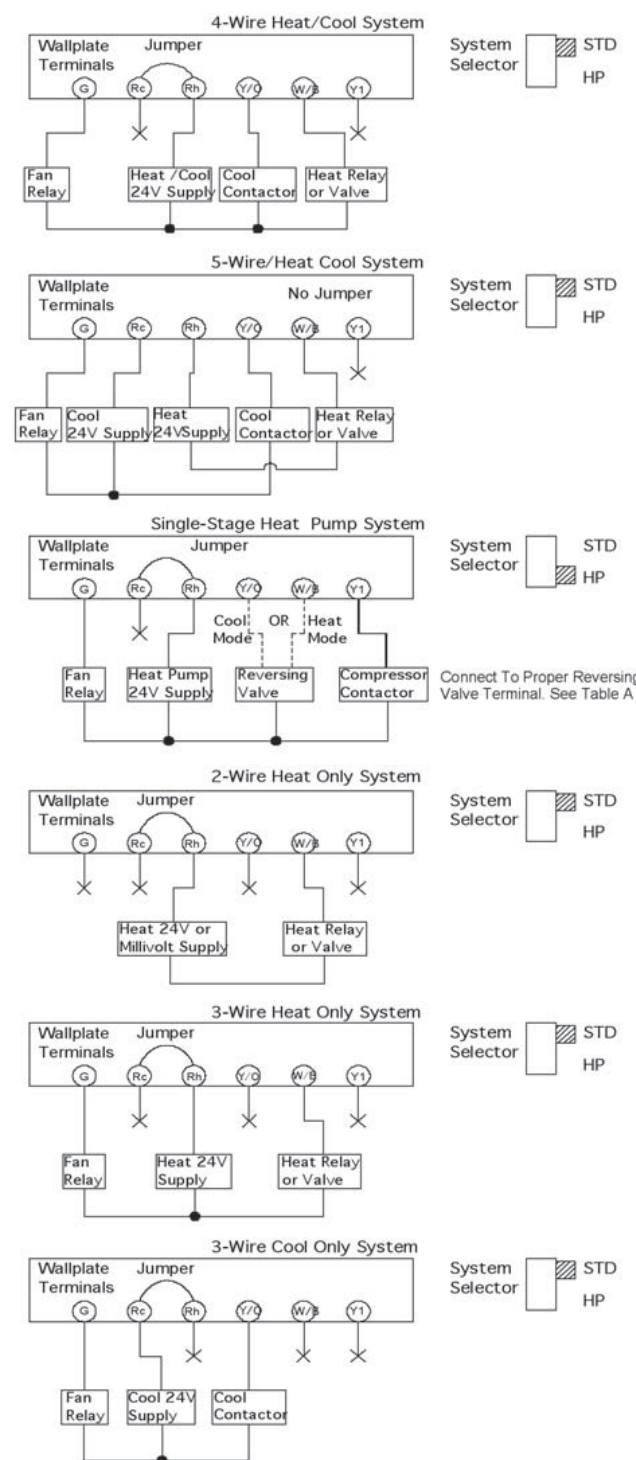 4-Wire Heat/Cool System
Wallplate Terminals
Jumper
System Selector
STD
HP
G Rc Rh Y/O W/B Y1
Fan Relay
Heat /Cool 24V Supply
Cool Contactor
Heat Relay or Valve
5-Wire/Heat Cool System
Wallplate Terminals
No Jumper
System Selector
STD
HP
G Rc Rh Y/O W/B Y1
Fan Relay
Cool 24V Supply
Heat 24VSupply
Cool Contactor
Heat Relay or Valve
Single-Stage Heat Pump System
Wallplate Terminals
Jumper
System Selector
STD
HP
G Rc Rh Y/O W/B Y1
Cool Mode
OR
Heat Mode
Fan Relay
Heat Pump 24V Supply
Reversing Valve
Compressor Contactor
Connect To Proper Reversing
Valve Terminal. See Table A
2-Wire Heat Only System
Wallplate Terminals
Jumper
System Selector
STD
HP
G Rc Rh Y/O W/B Y1
Heat 24V or Millivolt Supply
Heat Relay or Valve
3-Wire Heat Only System
Wallplate Terminals
Jumper
System Selector
STD
HP
G Rc Rh Y/O W/B Y1
Fan Relay
Heat 24V Supply
Heat Relay or Valve
3-Wire Cool Only System
Wallplate Terminals
Jumper
System Selector
STD
HP
G Rc Rh Y/O W/B Y1
Fan Relay
Cool 24V Supply
Cool Contactor